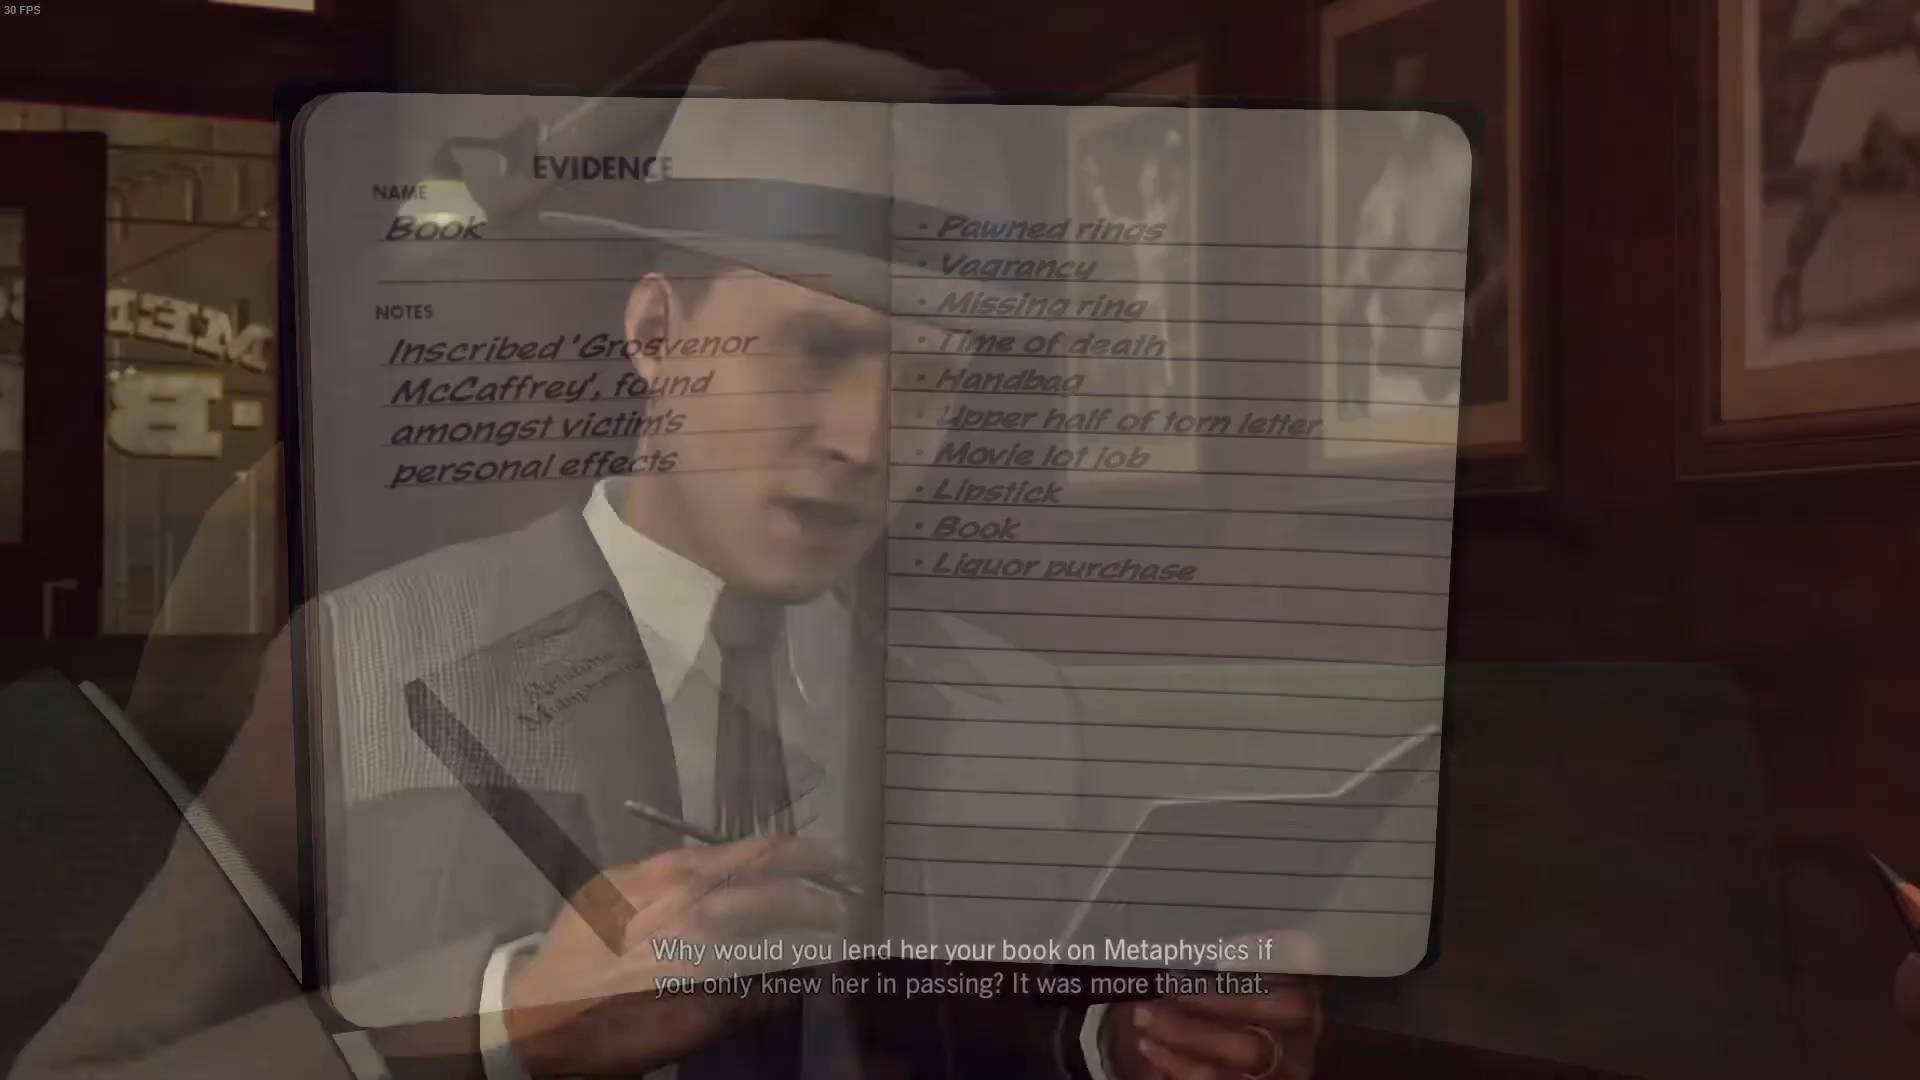 30 FPS
EVIDENCE
NAME
Book
NOTES
Inscribed 'Grosvenor
McCaffrey', found
amongst victim's
personal effects
• Pawned rings
• Vagrancy
• Missing ring
• Time of death
• Handbag
• Upper half of torn letter
• Movie lot job
• Lipstick
• Book
• Liquor purchase
Why would you lend her your book on Metaphysics if
you only knew her in passing? It was more than that.